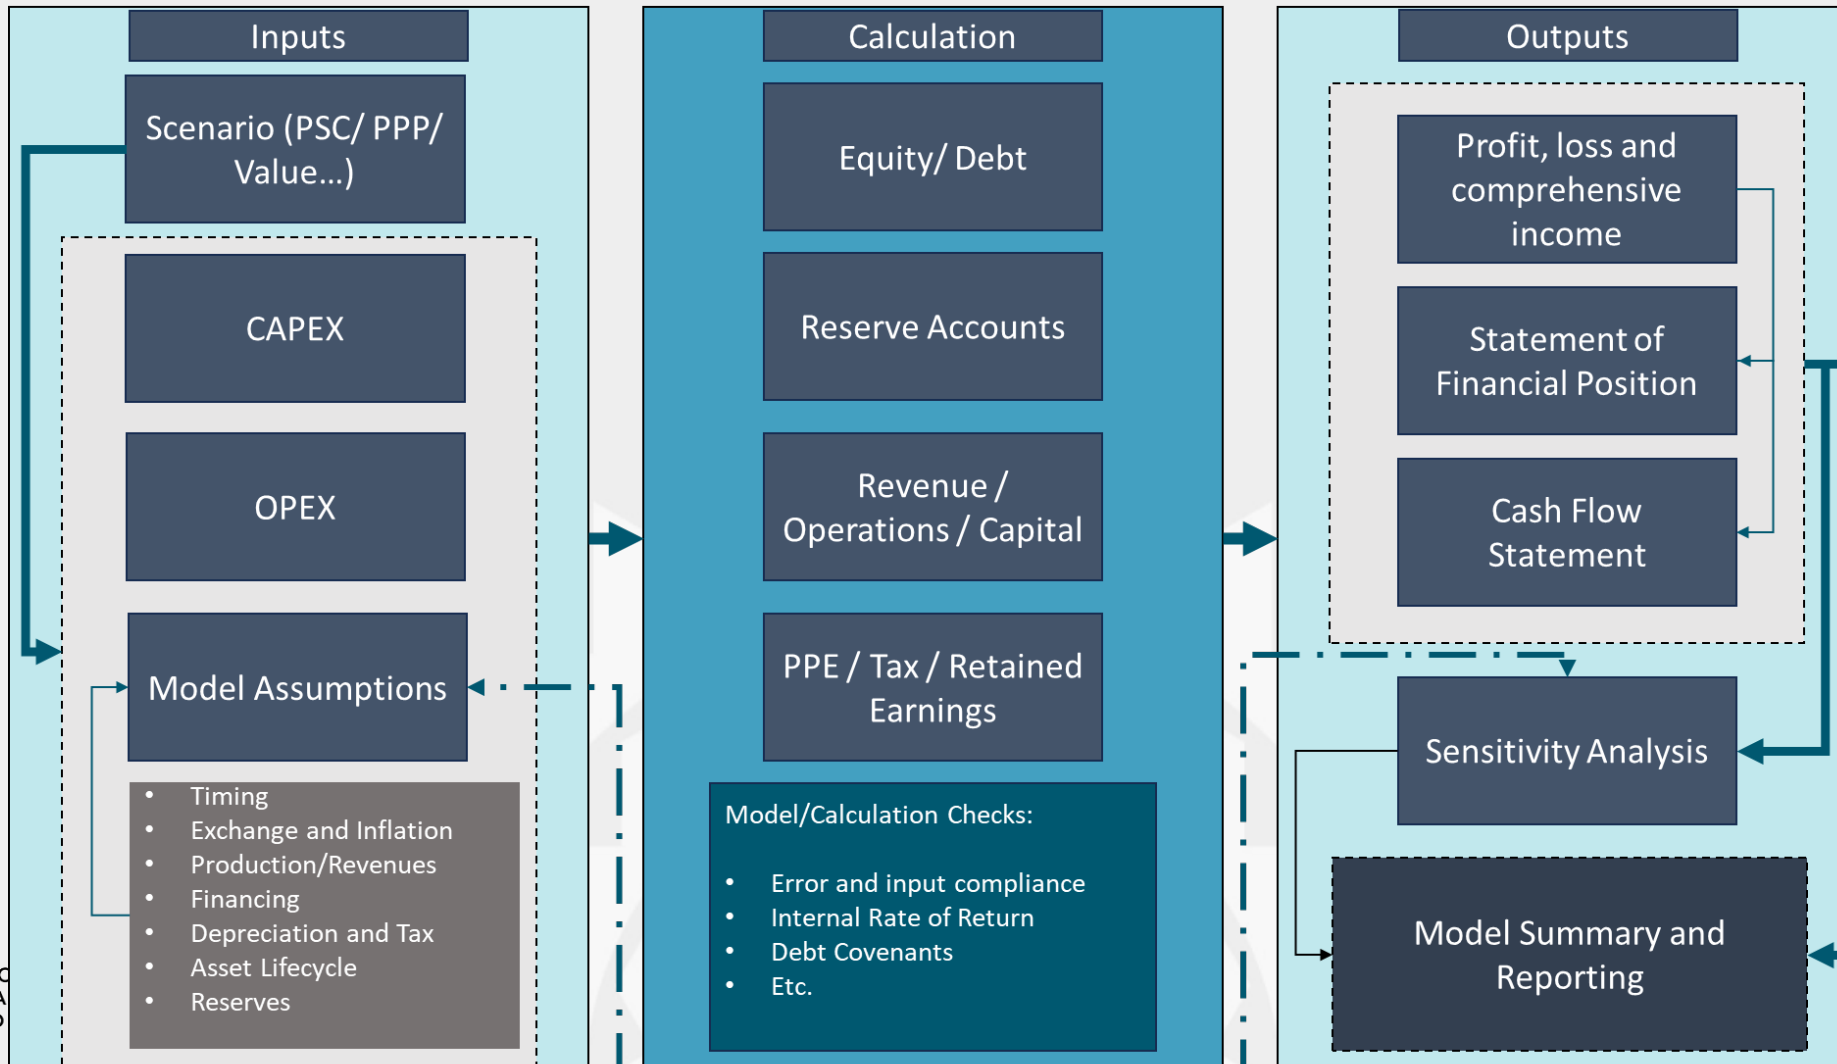 Inputs
Scenario (PSC/ PPP/
Value...)
CAPEX
OPEX
Model Assumptions
• Timing
• Exchange and Inflation
• Production/Revenues
• Financing
• Depreciation and Tax
• Asset Lifecycle
• Reserves
Calculation
Equity/ Debt
Reserve Accounts
Revenue /
Operations / Capital
PPE / Tax / Retained
Earnings
Model/Calculation Checks:
• Error and input compliance
• Internal Rate of Return
• Debt Covenants
• Etc.
Outputs
Profit, loss and
comprehensive
income
Statement of
Financial Position
Cash Flow
Statement
Sensitivity Analysis
Model Summary and
Reporting